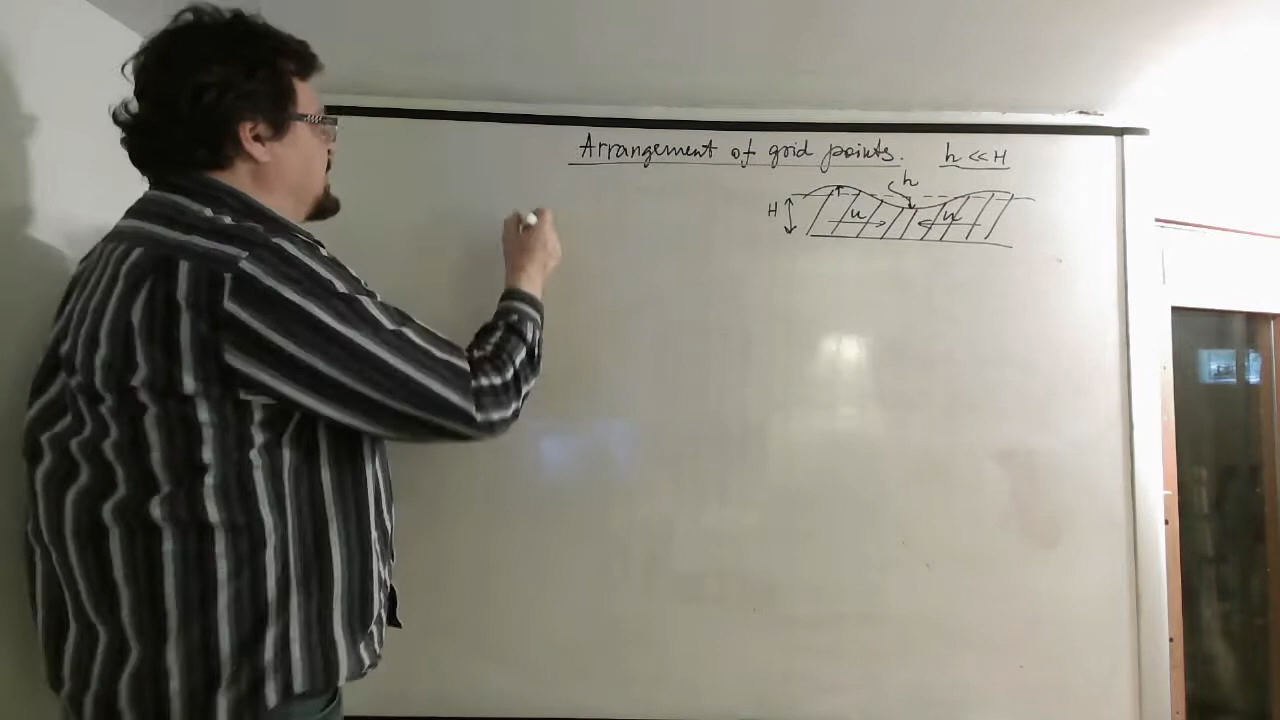 Arrangement of grid points. h << H
h
H u u